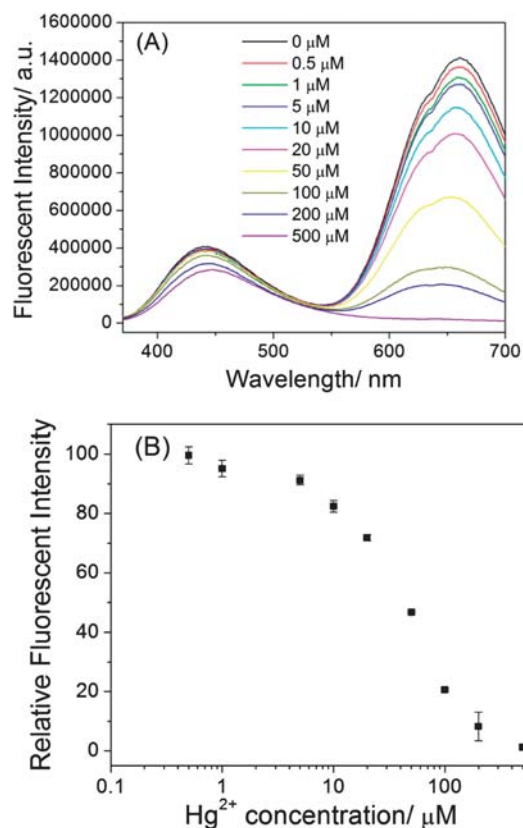 (A)
1600000
1400000
1200000
1000000
800000
600000
400000
200000
0
Fluorescent Intensity/ a.u.
0 μM
0.5 μM
1 μM
5 μM
10 μM
20 μM
50 μM
100 μM
200 μM
500 μM
400 500 600 700
Wavelength/ nm
(B)
100
80
60
40
20
0
Relative Fluorescent Intensity
0.1 1 10 100
Hg²⁺ concentration/ μM